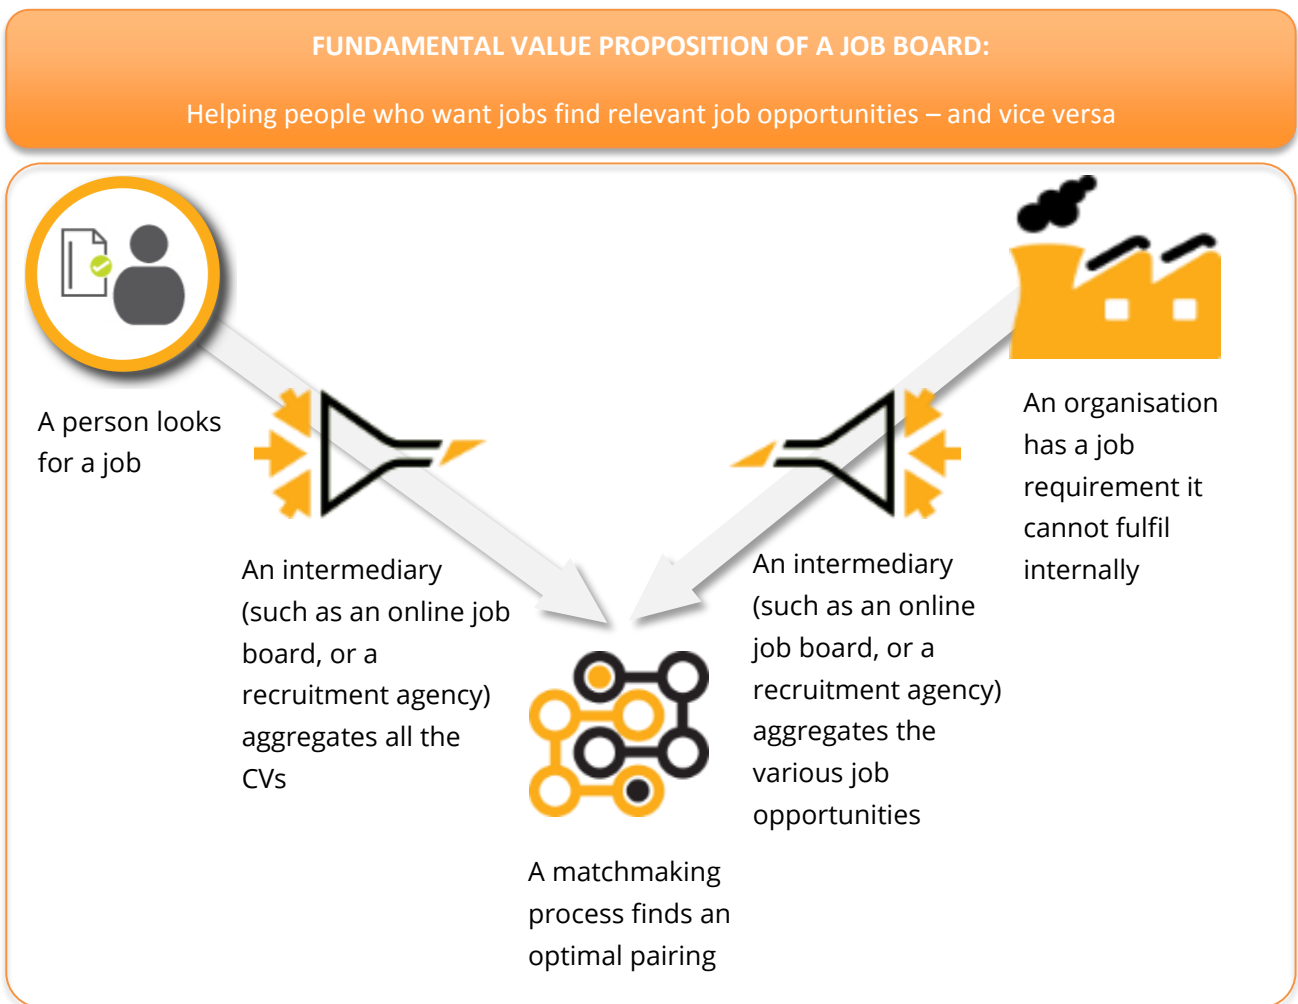 FUNDAMENTAL VALUE PROPOSITION OF A JOB BOARD:
Helping people who want jobs find relevant job opportunities – and vice versa
A person looks
for a job
An intermediary
(such as an online job
board, or a
recruitment agency)
aggregates all the
CVs
A matchmaking
process finds an
optimal pairing
An intermediary
(such as an online
job board, or a
recruitment agency)
aggregates the
various job
opportunities
An organisation
has a job
requirement it
cannot fulfil
internally